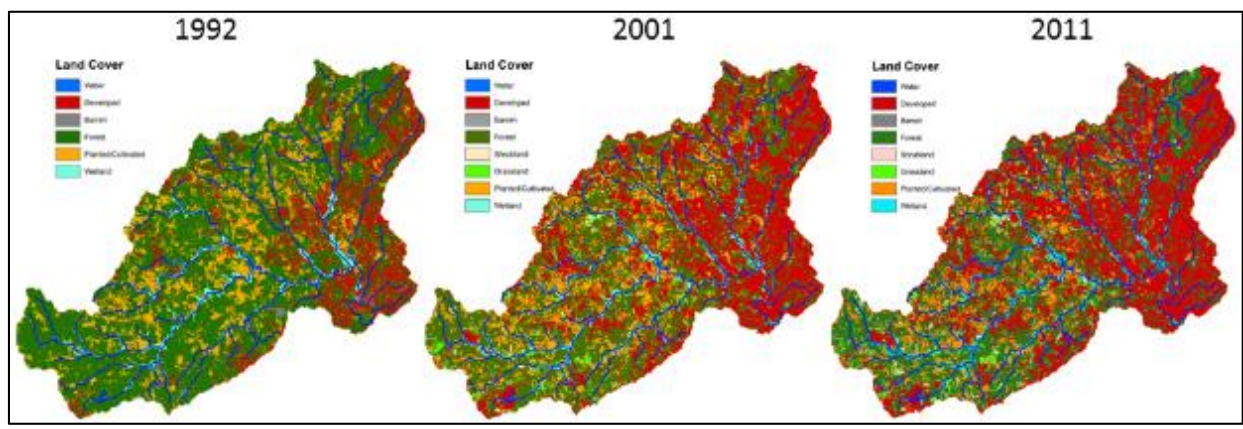 1992
2001
2011
Land Cover
Water
Developed
Barren
Forest
Planted/Cultivated
Wetland
Land Cover
Water
Developed
Barren
Forest
Shrubland
Grassland
Planted/Cultivated
Wetland
Land Cover
Water
Developed
Barren
Forest
Shrubland
Grassland
Planted/Cultivated
Wetland